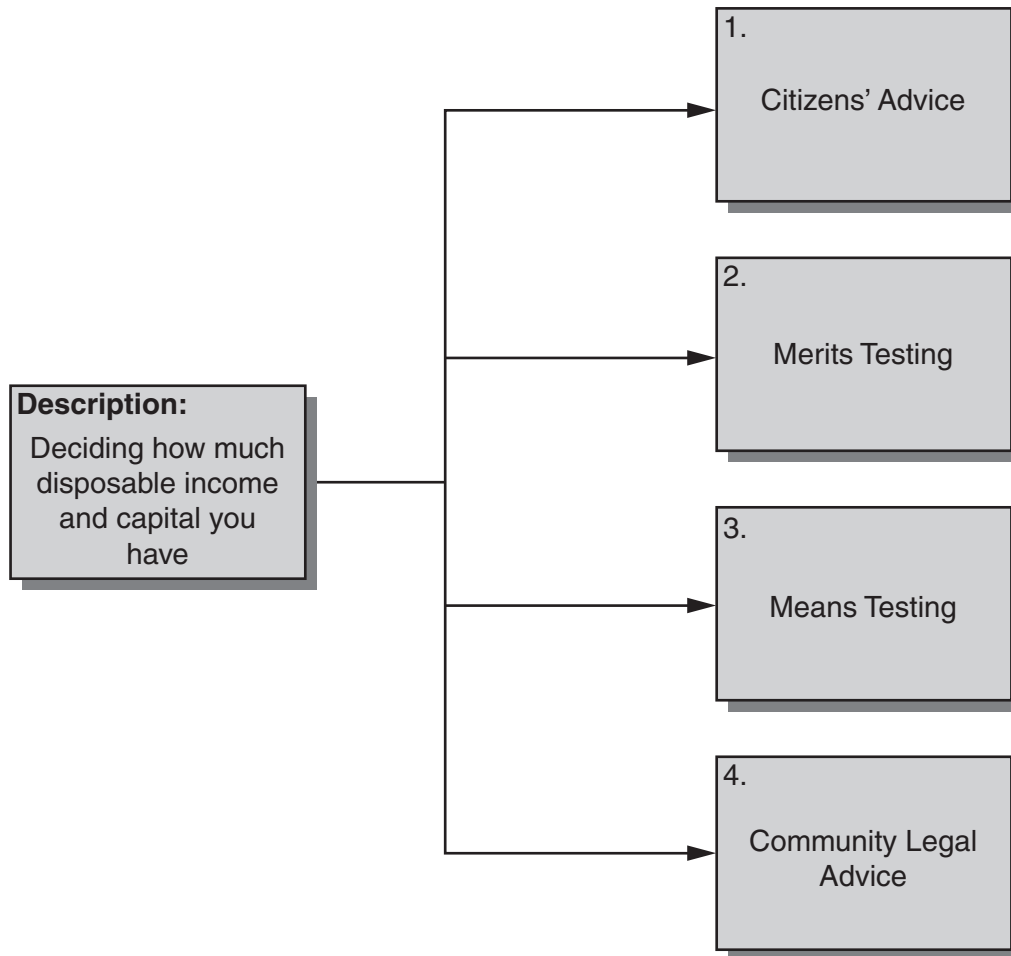 1.
Citizens’ Advice
2.
Merits Testing
Description:
Deciding how much
disposable income
and capital you
have
3.
Means Testing
4.
Community Legal
Advice